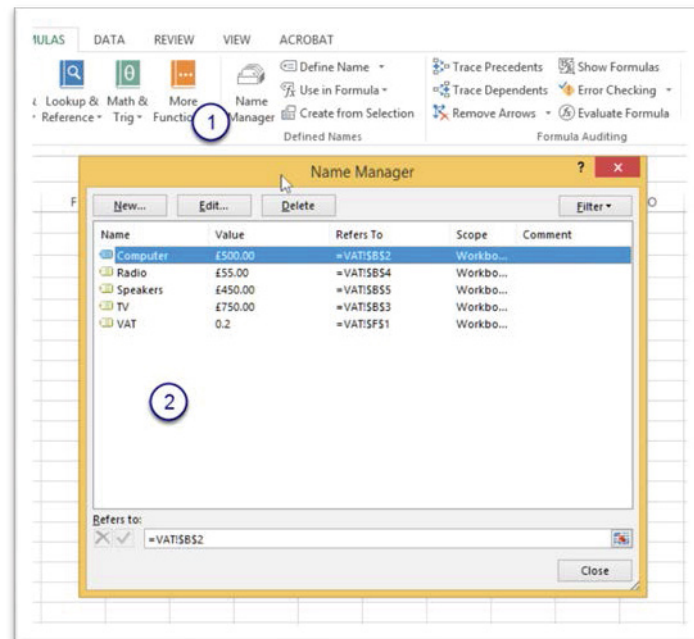 MULAS DATA REVIEW VIEW ACROBAT
Define Name
Trace Precedents Show Formulas
Lookup & Math & More Name
Use in Formula
Trace Dependents Error Checking
Reference Trig Functio Manager
Create from Selection
Remove Arrows Evaluate Formula
1
Defined Names Formula Auditing
Name Manager ? x
F O
New... Edit... Delete Filter
Name Value Refers To Scope Comment
Computer £500.00 =VAT!$B$2 Workbo...
Radio £55.00 =VAT!$B$4 Workbo...
Speakers £450.00 =VAT!$B$5 Workbo...
TV £750.00 =VAT!$B$3 Workbo...
VAT 0.2 =VAT!$F$1 Workbo...
2
Refers to:
=VAT!$B$2
Close